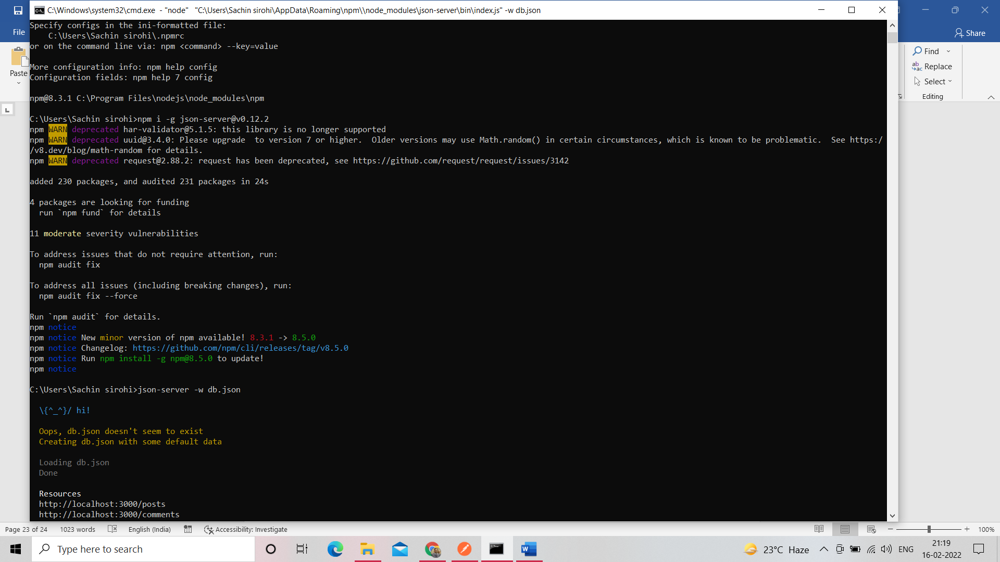 C:\Windows\system32\cmd.exe - "node" "C:\Users\Sachin sirohi\AppData\Roaming\npm\\node_modules\json-server\bin\index.js" -w db.json
File
Share
Paste
Find
Replace
Select
Editing
Specify configs in the ini-formatted file:
    C:\Users\Sachin sirohi\.npmrc
or on the command line via: npm <command> --key=value
More configuration info: npm help config
Configuration fields: npm help 7 config
npm@8.3.1 C:\Program Files\nodejs\node_modules\npm
C:\Users\Sachin sirohi>npm i -g json-server@v0.12.2
npm WARN deprecated har-validator@5.1.5: this library is no longer supported
npm WARN deprecated uuid@3.4.0: Please upgrade  to version 7 or higher.  Older versions may use Math.random() in certain circumstances, which is known to be problematic.  See https:/
/v8.dev/blog/math-random for details.
npm WARN deprecated request@2.88.2: request has been deprecated, see https://github.com/request/request/issues/3142
added 230 packages, and audited 231 packages in 24s
4 packages are looking for funding
  run `npm fund` for details
11 moderate severity vulnerabilities
To address issues that do not require attention, run:
  npm audit fix
To address all issues (including breaking changes), run:
  npm audit fix --force
Run `npm audit` for details.
npm notice
npm notice New minor version of npm available! 8.3.1 -> 8.5.0
npm notice Changelog: https://github.com/npm/cli/releases/tag/v8.5.0
npm notice Run npm install -g npm@8.5.0 to update!
npm notice
C:\Users\Sachin sirohi>json-server -w db.json
  \{^_^}/ hi!
  Oops, db.json doesn't seem to exist
  Creating db.json with some default data
  Loading db.json
  Done
  Resources
  http://localhost:3000/posts
  http://localhost:3000/comments
Page 23 of 24
1023 words
English (India)
Accessibility: Investigate
100%
Type here to search
23°C Haze
ENG
21:19
16-02-2022